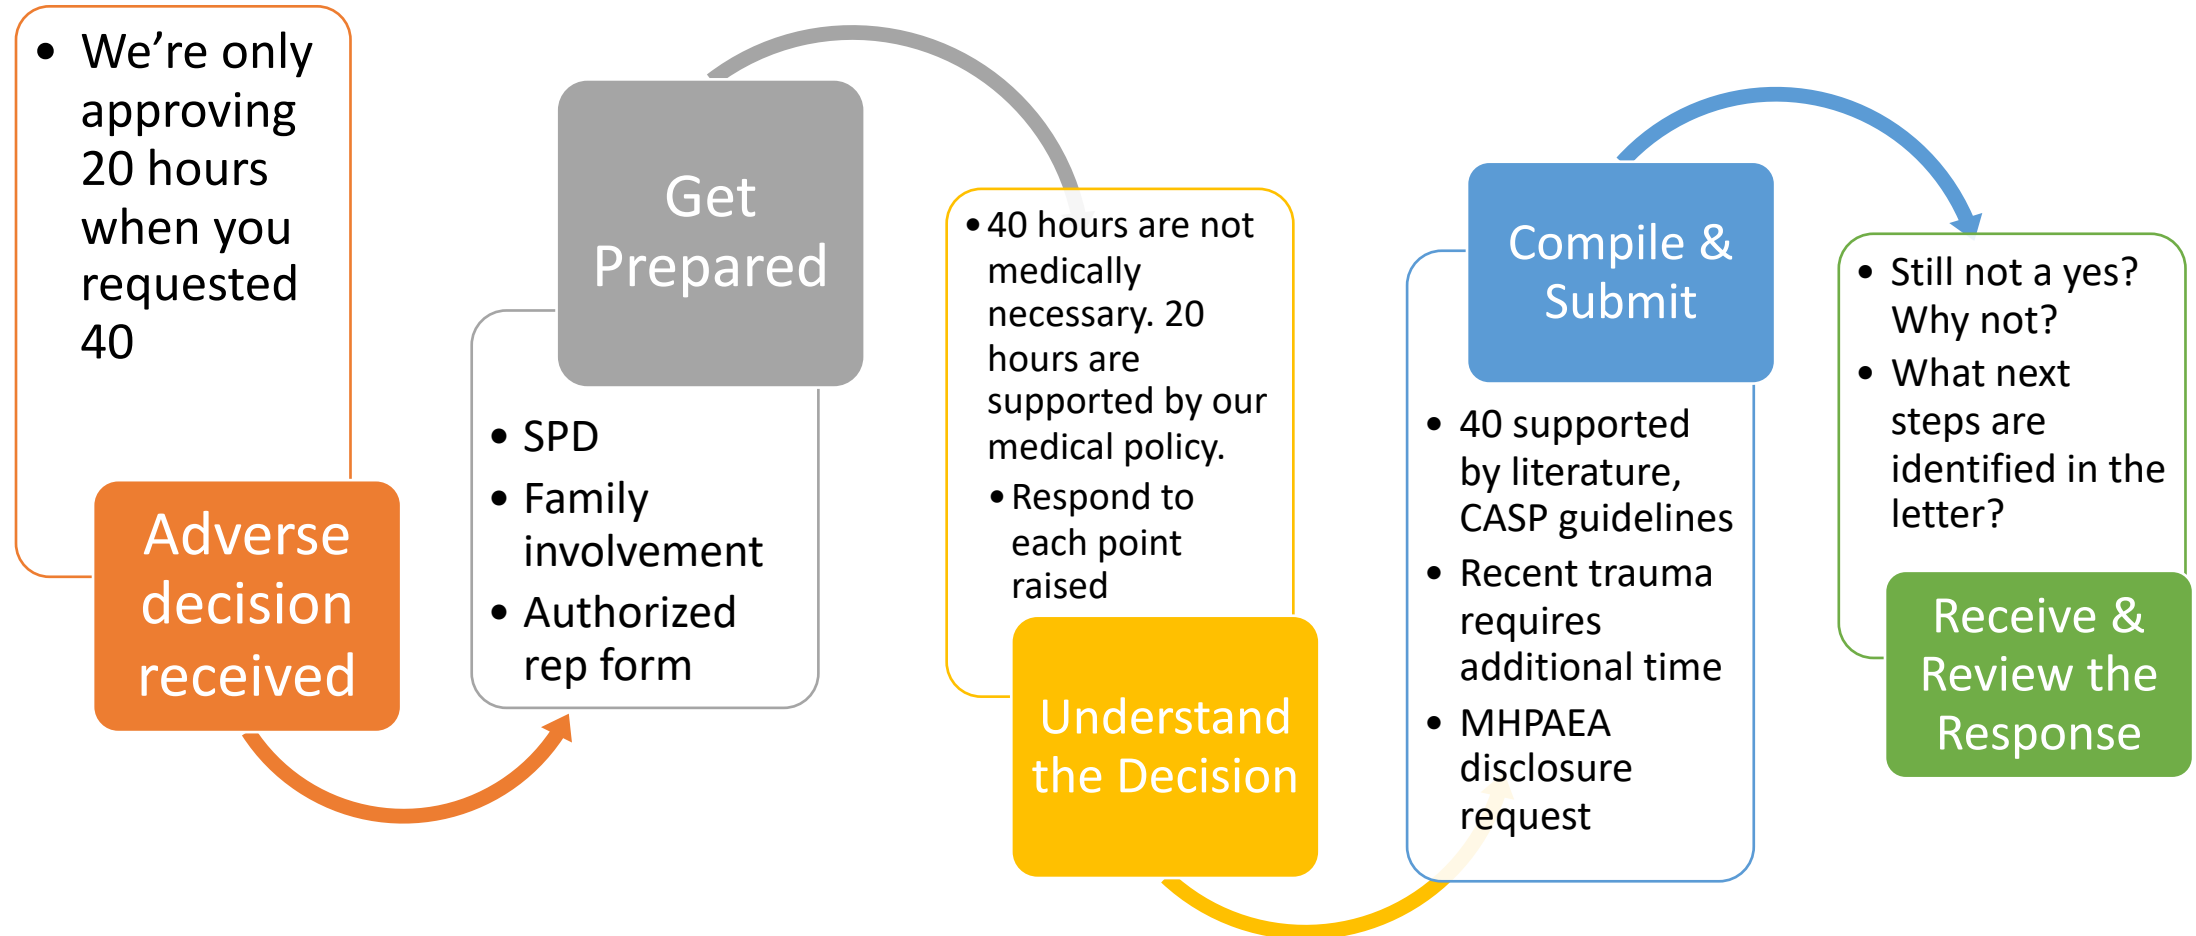 • We’re only
approving
20 hours
when you
requested
40
Adverse
decision
received
Get
Prepared
• SPD
• Family
involvement
• Authorized
rep form
• 40 hours are not
medically
necessary. 20
hours are
supported by our
medical policy.
• Respond to
each point
raised
Understand
the Decision
Compile &
Submit
• 40 supported
by literature,
CASP guidelines
• Recent trauma
requires
additional time
• MHPAEA
disclosure
request
• Still not a yes?
Why not?
• What next
steps are
identified in the
letter?
Receive &
Review the
Response